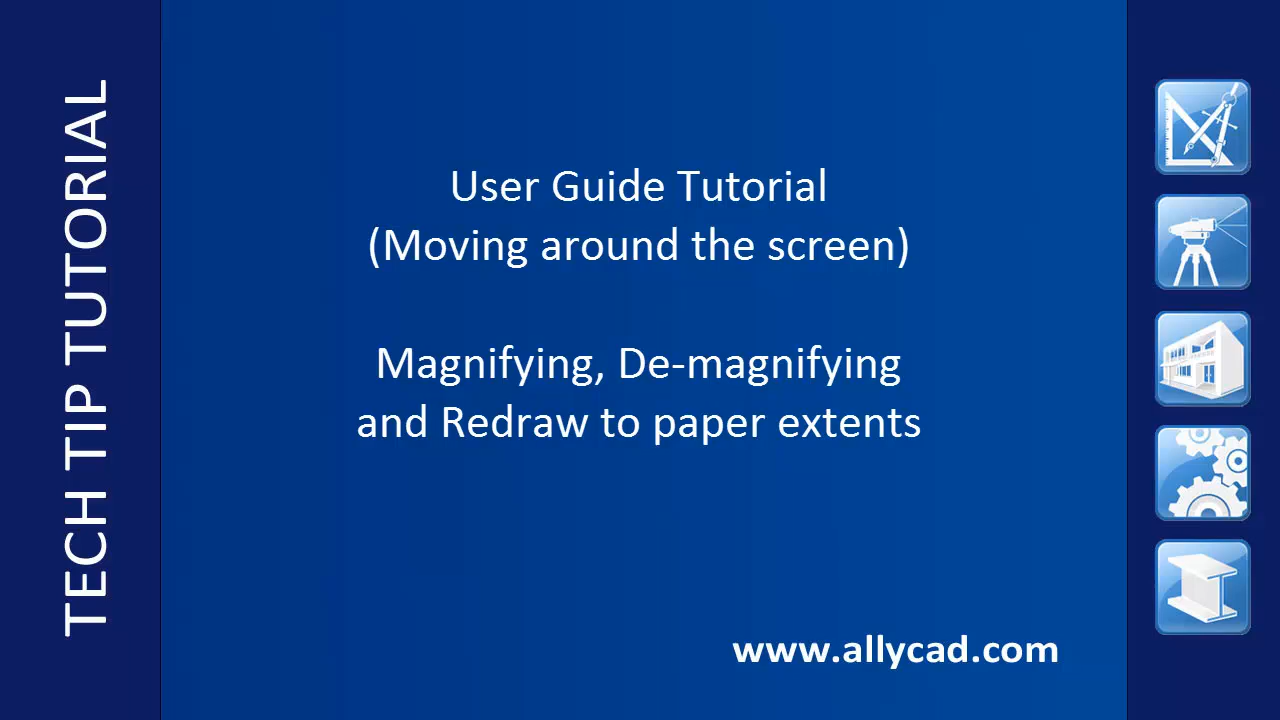 TECH TIP TUTORIAL
User Guide Tutorial
(Moving around the screen)
Magnifying, De-magnifying
and Redraw to paper extents
www.allycad.com